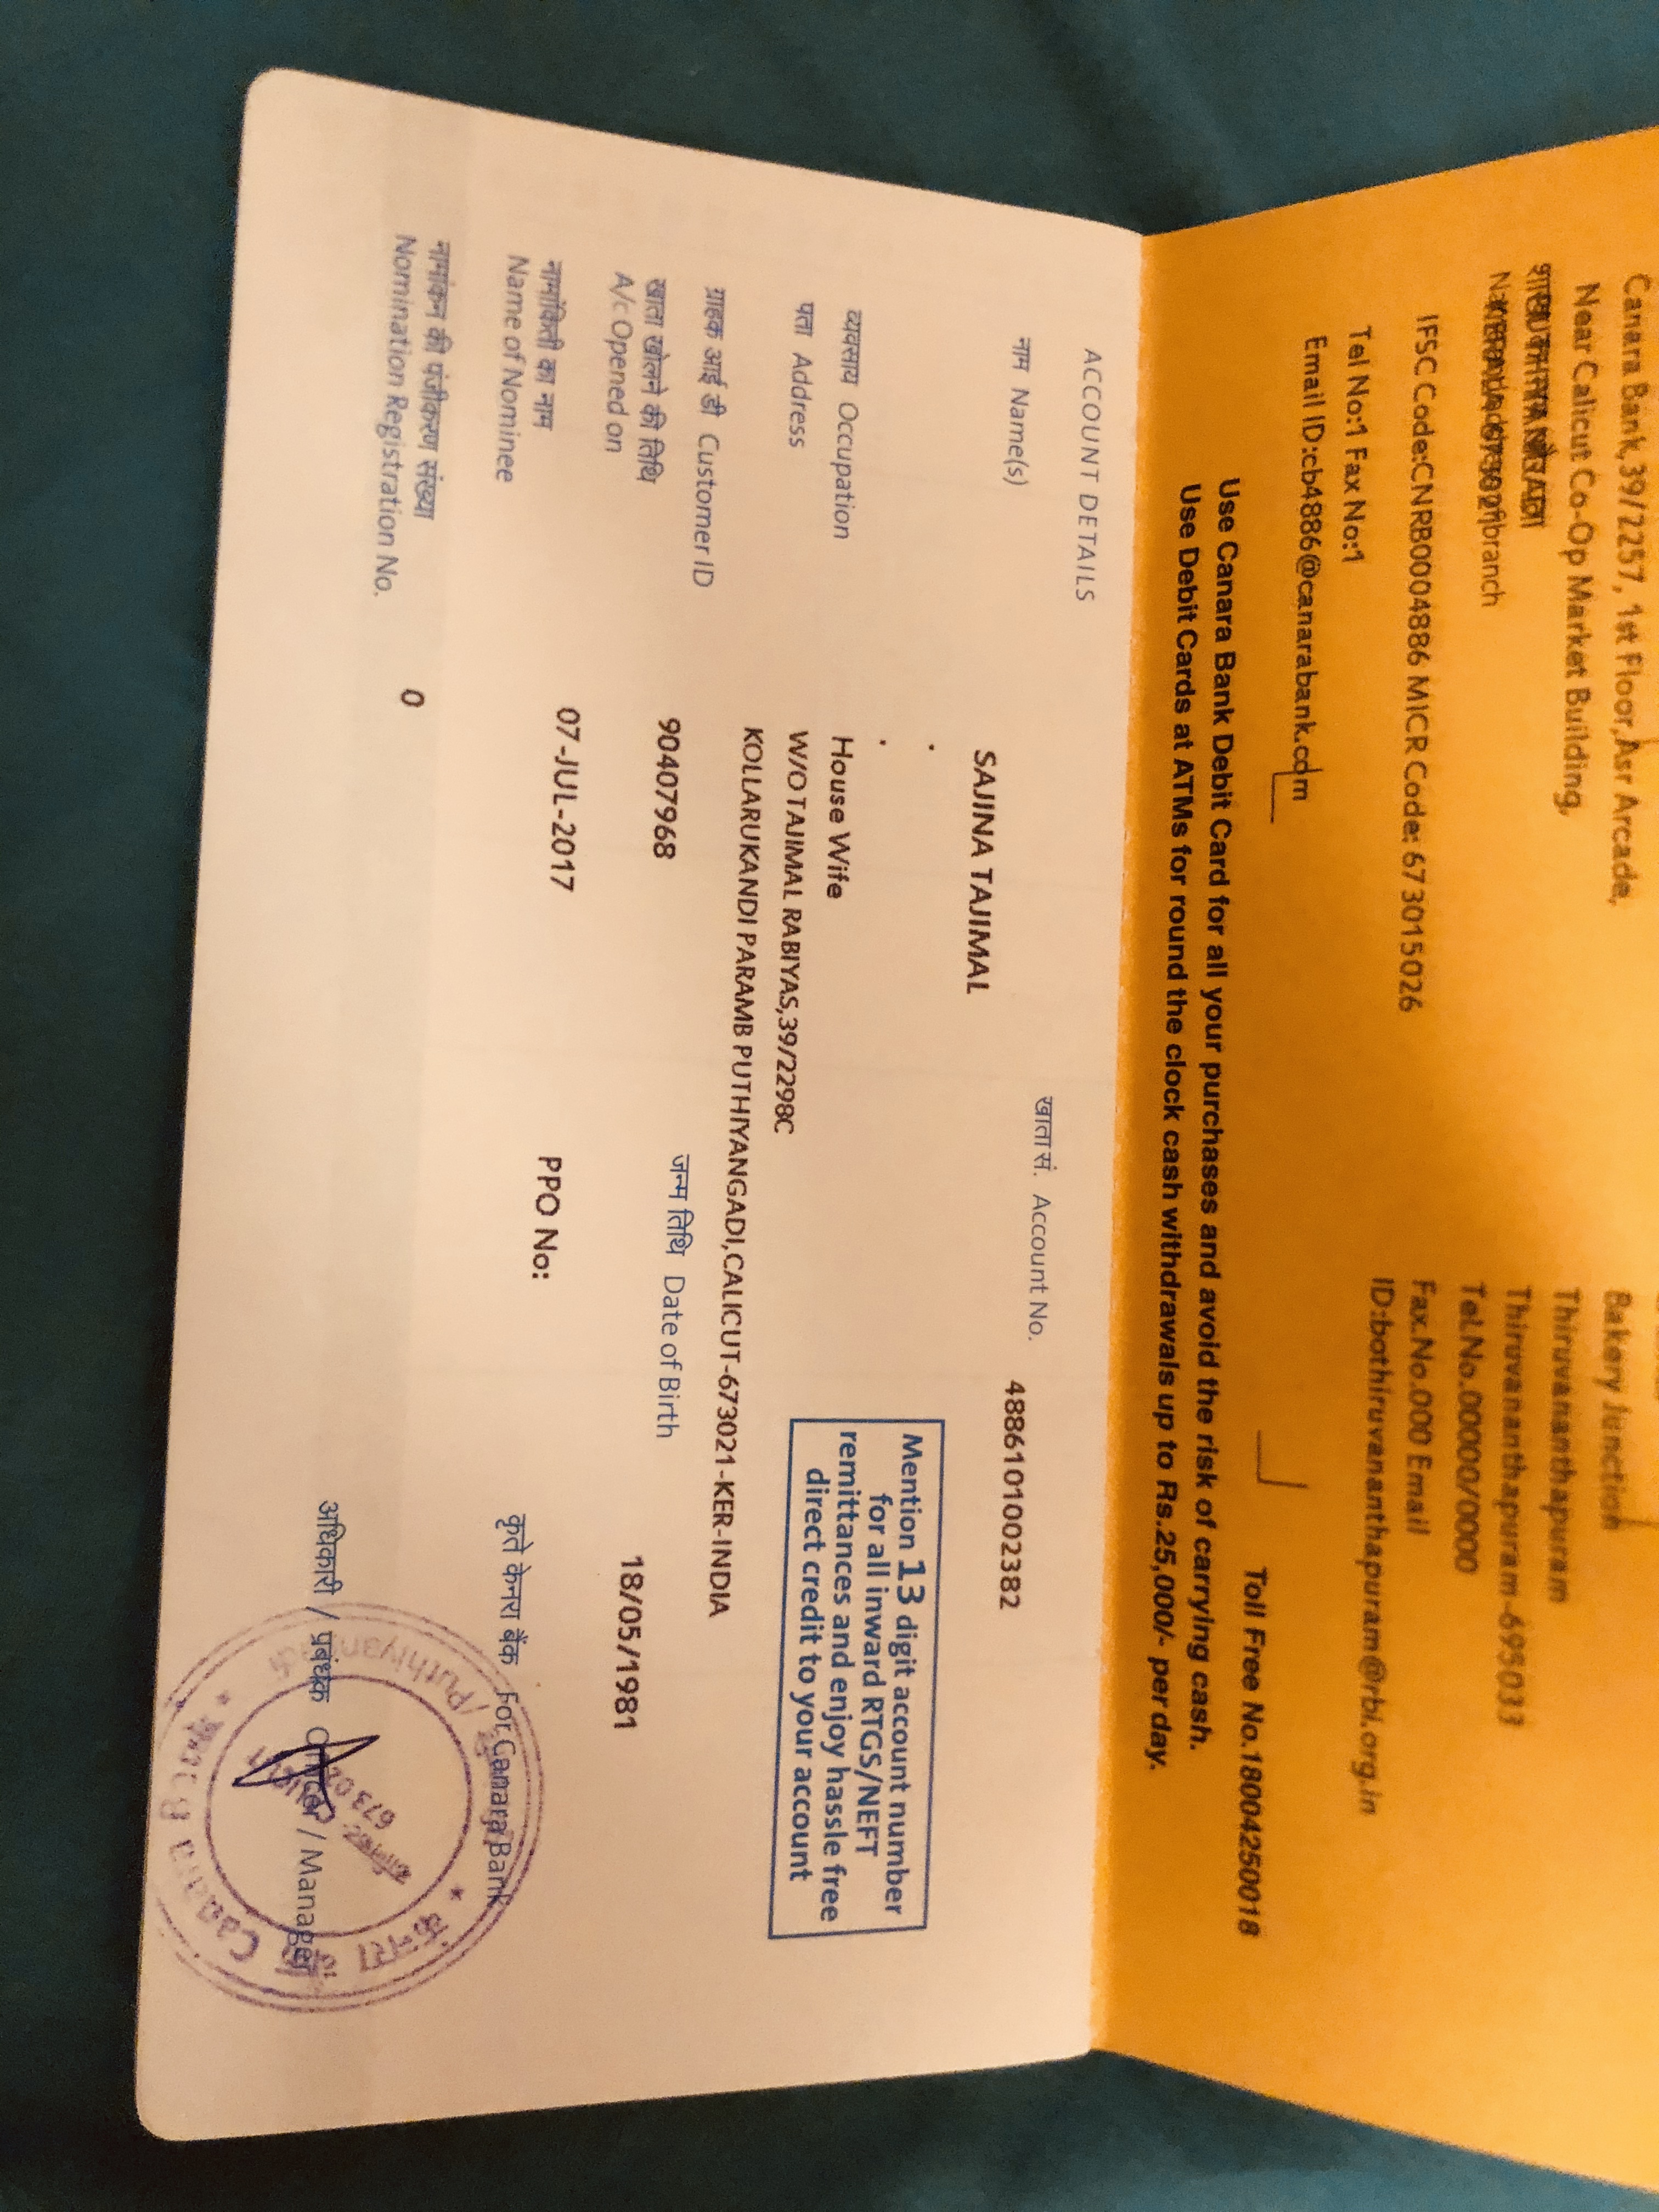 Canara Bank,39/2257, 1st Floor,Asr Arcade,
Near Calicut Co-Op Market Building,
branch
IFSC Code:CNRB0004886 MICR Code: 673015026
Tel No:1 Fax No:1
Email ID:cb4886@canarabank.com
Bakery Junction
Thiruvananthapuram
Thiruvananthapuram-695033
Tel.No.0000/0000
Fax.No.000 Email
ID:bothiruvananthapuram@rbi.org.in
Toll Free No.18004250018
Use Canara Bank Debit Card for all your purchases and avoid the risk of carrying cash.
Use Debit Cards at ATMs for round the clock cash withdrawals up to Rs.25,000/- per day.
ACCOUNT DETAILS
खाता सं. Account No. 4886101002382
नाम Name(s) SAJINA TAJIMAL
Mention 13 digit account number
for all inward RTGS/NEFT
remittances and enjoy hassle free
direct credit to your account
व्यवसाय Occupation House Wife
पता Address W/O TAJIMAL RABIYAS,39/2298C
KOLLARUKANDI PARAMB PUTHIYANGADI,CALICUT-673021-KER-INDIA
ग्राहक आई डी Customer ID 90407968
जन्म तिथि Date of Birth 18/05/1981
खाता खोलने की तिथि
A/c Opened on 07-JUL-2017
PPO No:
नामांकिती का नाम
Name of Nominee
कृते केनरा बैंक For Canara Bank
नामांकन की पंजीकरण संख्या
Nomination Registration No. 0
अधिकारी / प्रबंधक Officer / Manager
केनरा बैंक Canara Bank
Puthiyangadi
673021